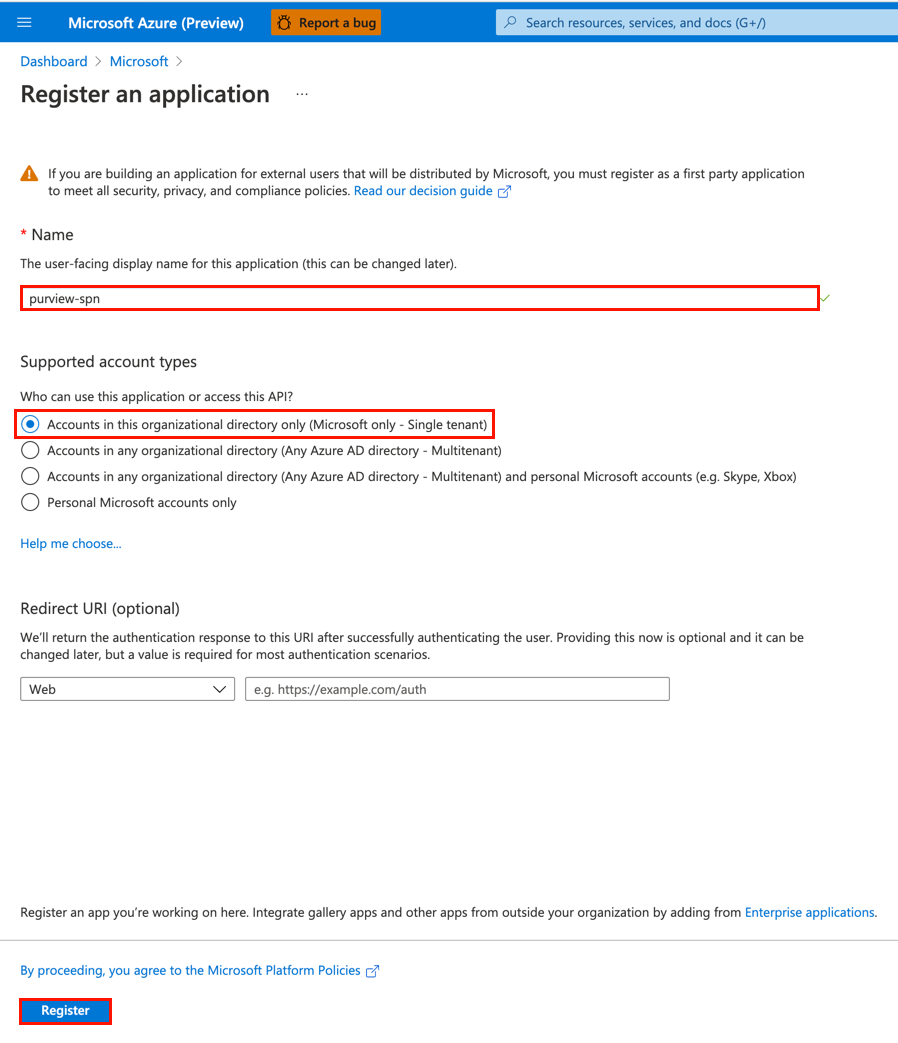 Microsoft Azure (Preview)
Report a bug
Search resources, services, and docs (G+/)
Dashboard > Microsoft >
Register an application ...
If you are building an application for external users that will be distributed by Microsoft, you must register as a first party application
to meet all security, privacy, and compliance policies. Read our decision guide
* Name
The user-facing display name for this application (this can be changed later).
purview-spn
Supported account types
Who can use this application or access this API?
Accounts in this organizational directory only (Microsoft only - Single tenant)
Accounts in any organizational directory (Any Azure AD directory - Multitenant)
Accounts in any organizational directory (Any Azure AD directory - Multitenant) and personal Microsoft accounts (e.g. Skype, Xbox)
Personal Microsoft accounts only
Help me choose...
Redirect URI (optional)
We'll return the authentication response to this URI after successfully authenticating the user. Providing this now is optional and it can be
changed later, but a value is required for most authentication scenarios.
Web
e.g. https://example.com/auth
Register an app you're working on here. Integrate gallery apps and other apps from outside your organization by adding from Enterprise applications.
By proceeding, you agree to the Microsoft Platform Policies
Register